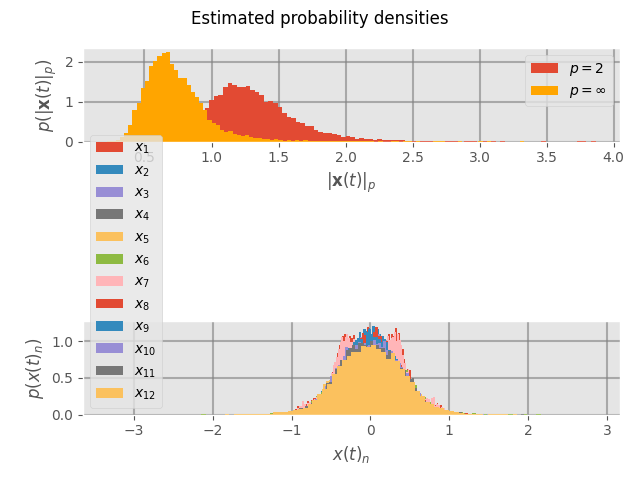 Estimated probability densities
p(|x(t)|_p)
2
1
0
p = 2
p = ∞
0.5 1.0 1.5 2.0 2.5 3.0 3.5 4.0
|x(t)|_p
x_1
x_2
x_3
x_4
x_5
x_6
x_7
x_8
x_9
x_10
x_11
x_12
p(x(t)_n)
1.0
0.5
0.0
−3 −2 −1 0 1 2 3
x(t)_n